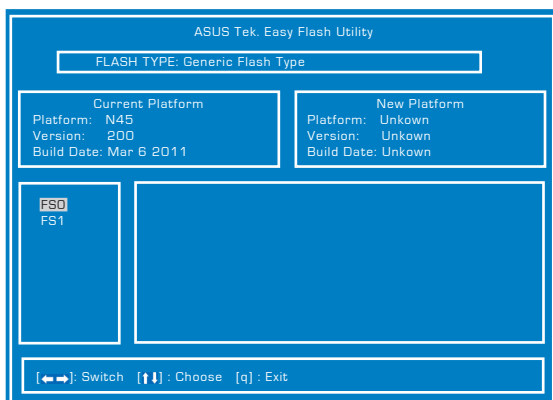 ASUS Tek. Easy Flash Utility
FLASH TYPE: Generic Flash Type
Current Platform
Platform: N45
Version: 200
Build Date: Mar 6 2011
New Platform
Platform: Unkown
Version: Unkown
Build Date: Unkown
FS0
FS1
[←→]: Switch [↑↓] : Choose [q] : Exit